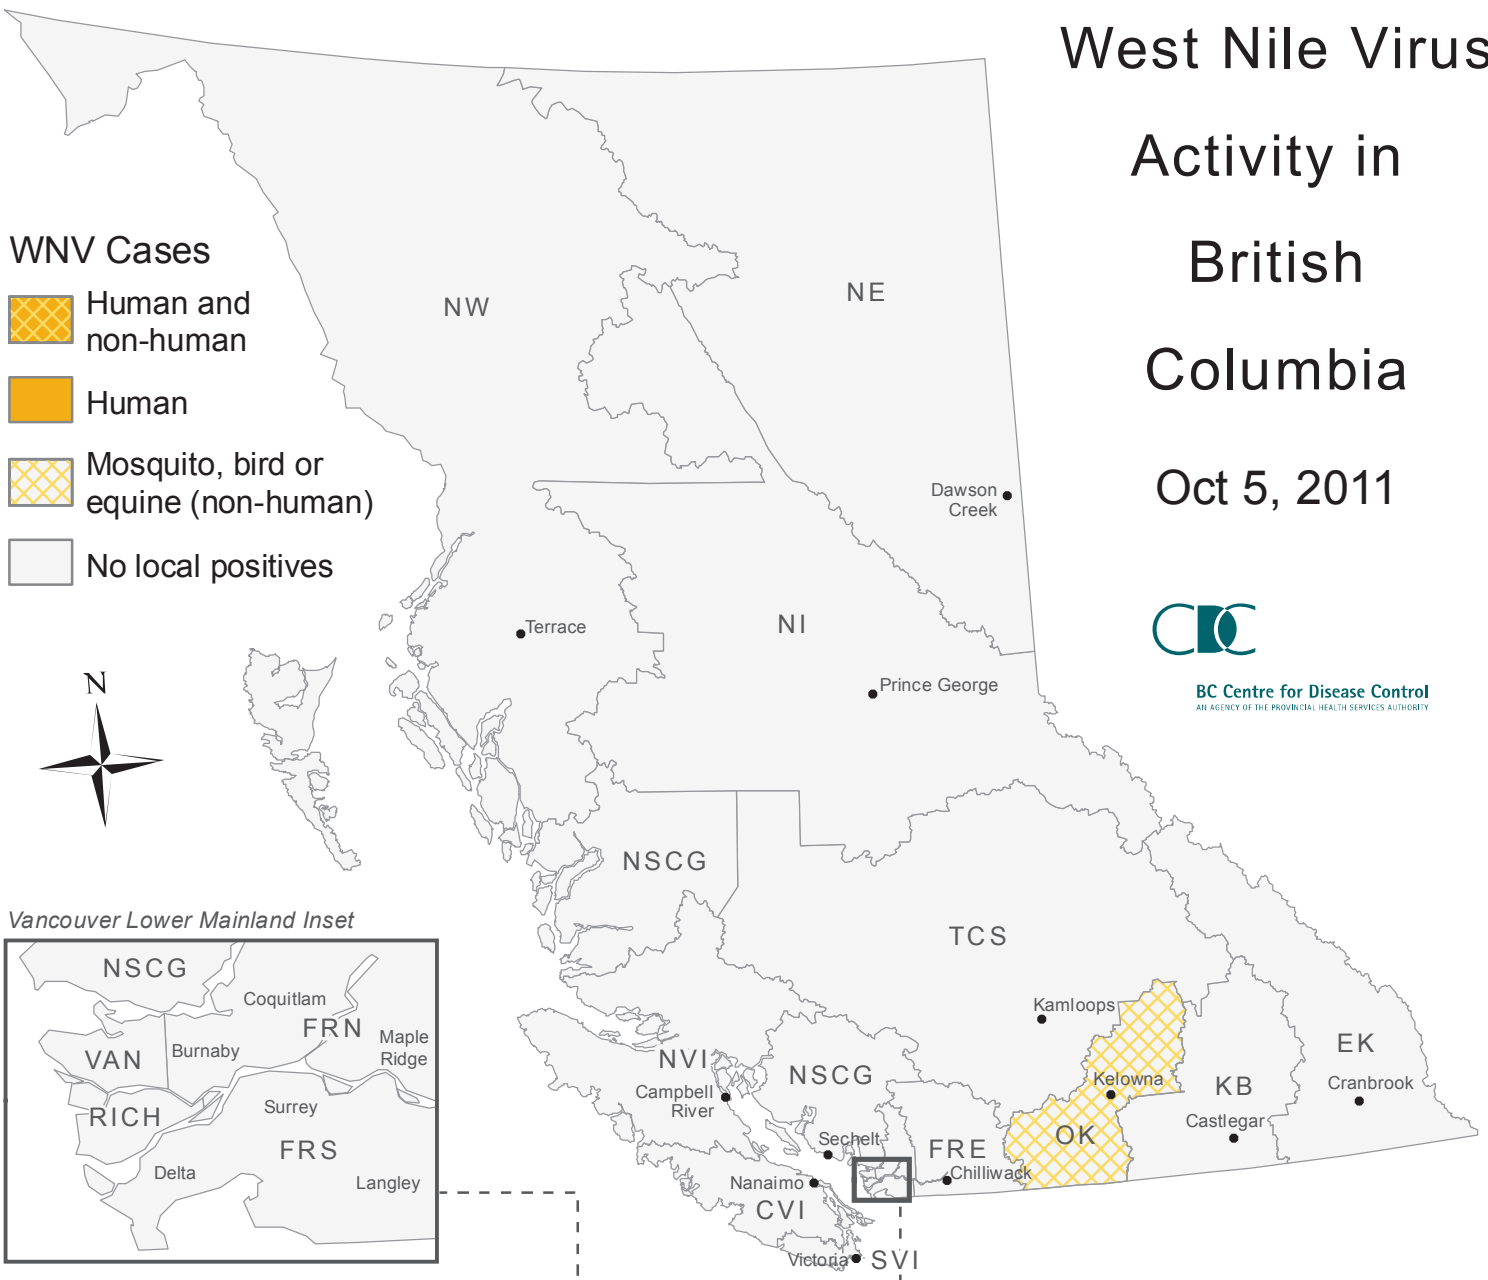 West Nile Virus
Activity in
British
Columbia
Oct 5, 2011
WNV Cases
Human and
non-human
Human
Mosquito, bird or
equine (non-human)
No local positives
N
NW
NE
Dawson
Creek
Terrace
NI
Prince George
CDC
BC Centre for Disease Control
AN AGENCY OF THE PROVINCIAL HEALTH SERVICES AUTHORITY
NSCG
TCS
Kamloops
NVI
Campbell
River
NSCG
Kelowna
KB
EK
Cranbrook
Castlegar
Sechelt
FRE
OK
Chilliwack
Nanaimo
CVI
Victoria
SVI
Vancouver Lower Mainland Inset
NSCG
Coquitlam
FRN
Maple
Ridge
VAN
Burnaby
RICH
Surrey
FRS
Delta
Langley